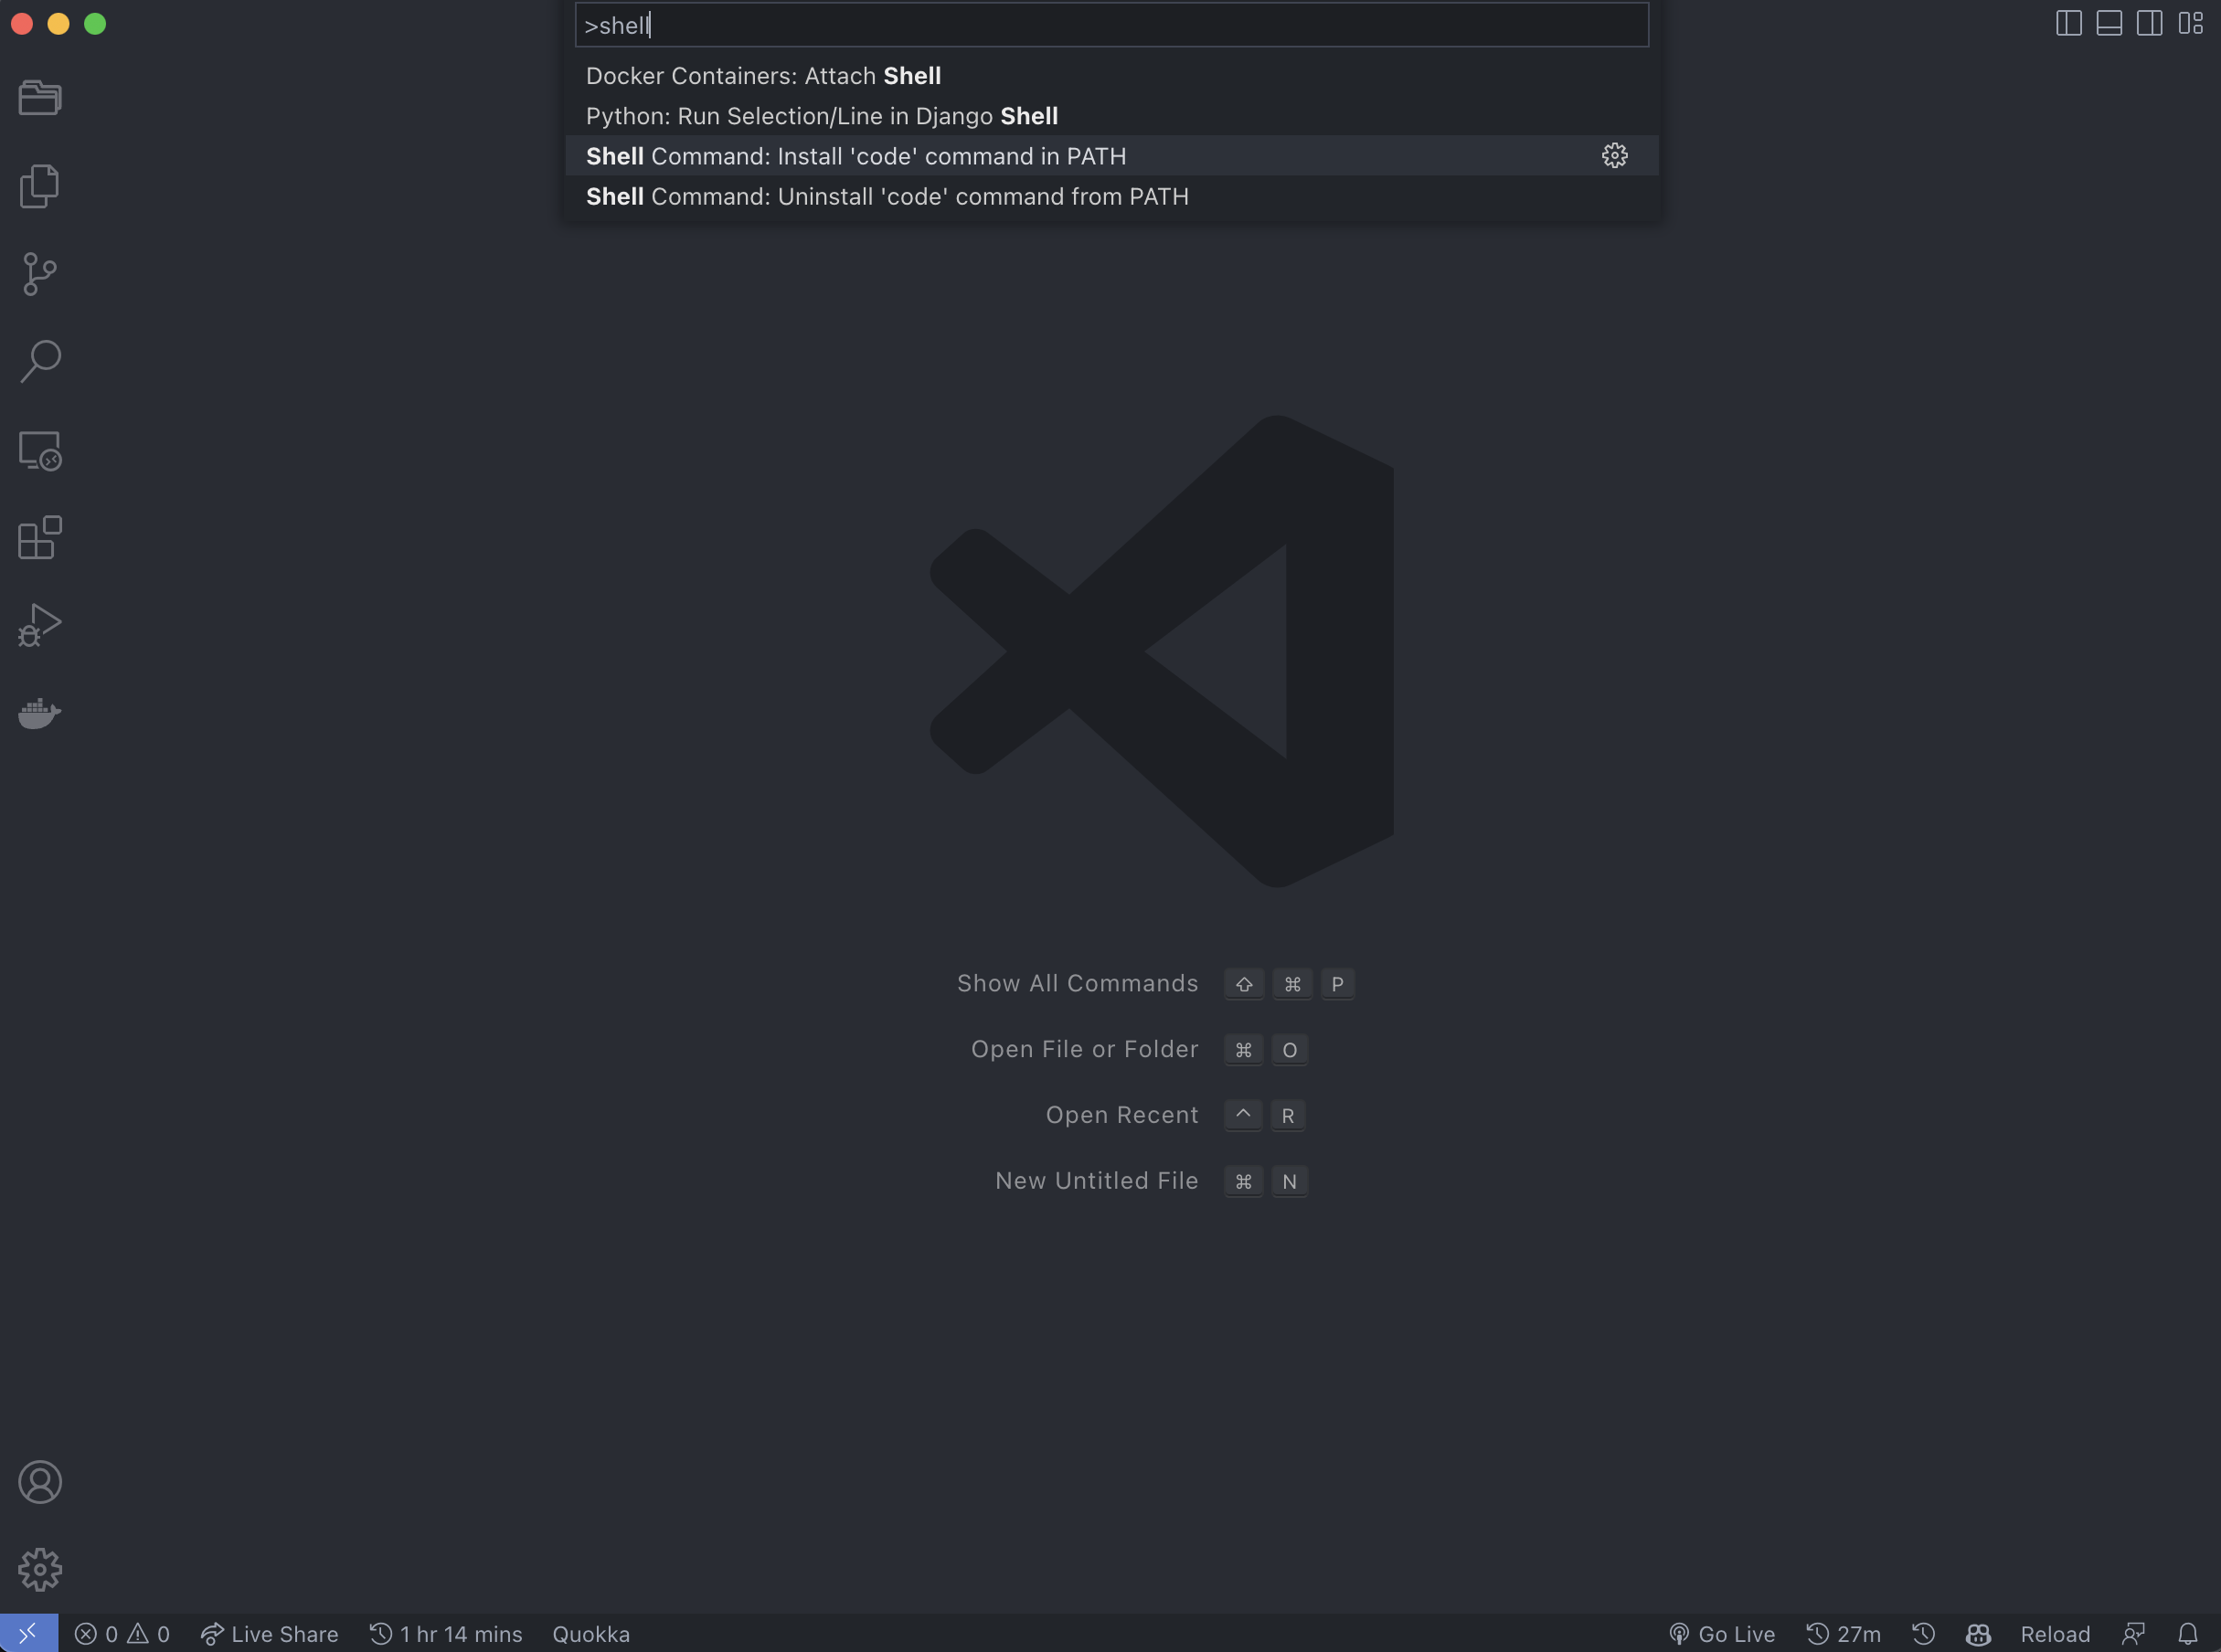 >shell
Docker Containers: Attach Shell
Python: Run Selection/Line in Django Shell
Shell Command: Install 'code' command in PATH
Shell Command: Uninstall 'code' command from PATH
Show All Commands ⇧ ⌘ P
Open File or Folder ⌘ O
Open Recent ^ R
New Untitled File ⌘ N
0 0 Live Share 1 hr 14 mins Quokka Go Live 27m Reload